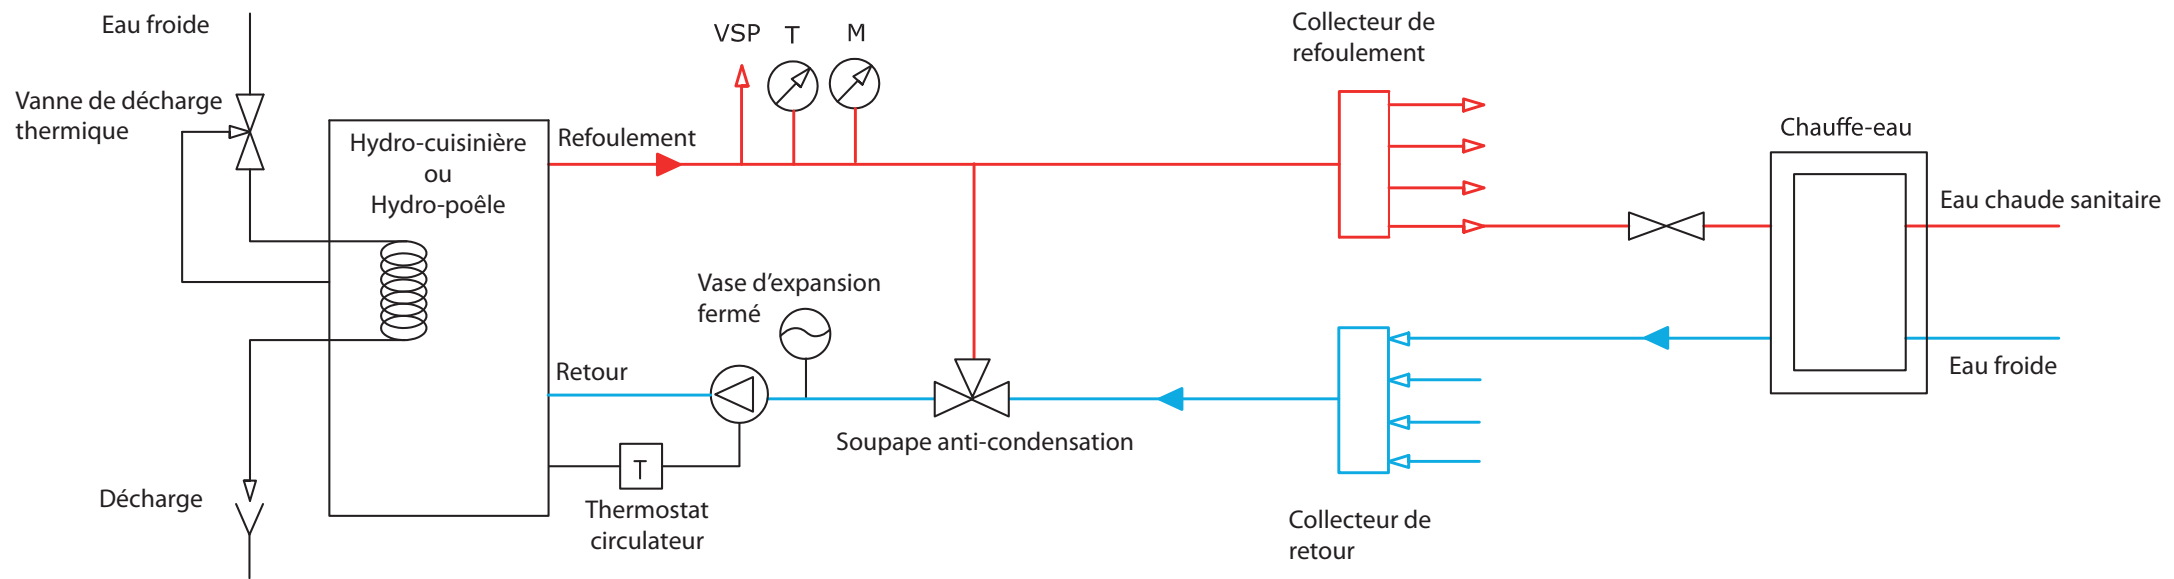 Eau froide
Vanne de décharge
thermique
Hydro-cuisinière
ou
Hydro-poêle
Refoulement
VSP
T
M
Collecteur de
refoulement
Chauffe-eau
Eau chaude sanitaire
Eau froide
Vase d'expansion
fermé
Retour
Soupape anti-condensation
T
Thermostat
circulateur
Décharge
Collecteur de
retour